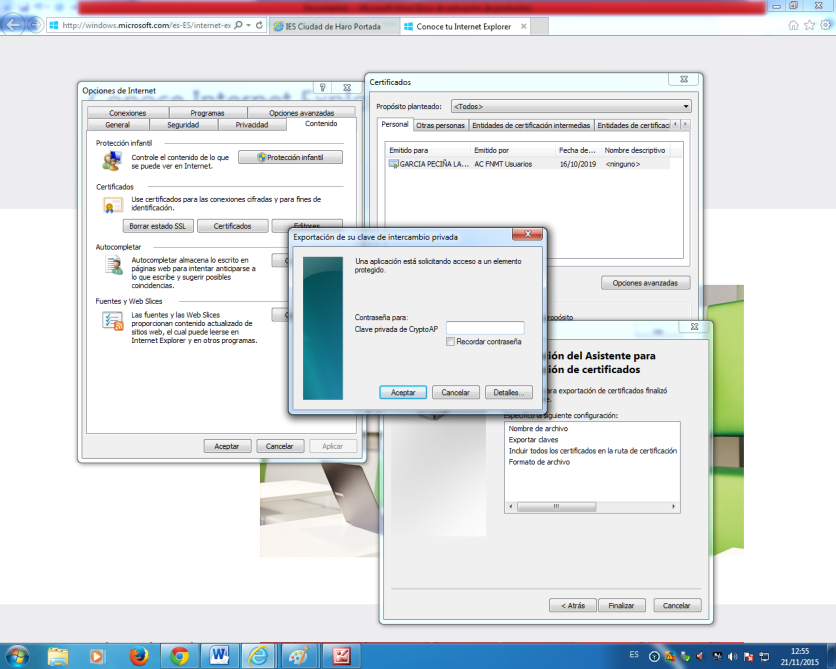 http://windows.microsoft.com/es-ES/internet-ex
IES Ciudad de Haro Portada
Conoce tu Internet Explorer
Opciones de Internet
Conexiones
Programas
Opciones avanzadas
General
Seguridad
Privacidad
Contenido
Protección infantil
Controle el contenido de lo que
se puede ver en Internet.
Protección infantil
Certificados
Use certificados para las conexiones cifradas y para fines de
identificación.
Borrar estado SSL
Certificados
Editores
Autocompletar
Autocompletar almacena lo escrito en
páginas web para intentar anticiparse a
lo que escribe y sugerir posibles
coincidencias.
Fuentes y Web Slices
Las fuentes y las Web Slices
proporcionan contenido actualizado de
sitios web, el cual puede leerse en
Internet Explorer y en otros programas.
Aceptar
Cancelar
Aplicar
Certificados
Propósito planteado:
<Todos>
Personal
Otras personas
Entidades de certificación intermedias
Entidades de certificaci
Emitido para
Emitido por
Fecha de...
Nombre descriptivo
GARCIA PECIÑA LA...
AC FNMT Usuarios
16/10/2019
<ninguno>
Opciones avanzadas
ropósito
Exportación de su clave de intercambio privada
Una aplicación está solicitando acceso a un elemento
protegido.
Contraseña para:
Clave privada de CryptoAP
Recordar contraseña
Aceptar
Cancelar
Detalles...
ión del Asistente para
ión de certificados
ara exportación de certificados finalizó
e.
Especificó la siguiente configuración:
Nombre de archivo
Exportar claves
Incluir todos los certificados en la ruta de certificación
Formato de archivo
< Atrás
Finalizar
Cancelar
ES
12:55
21/11/2015